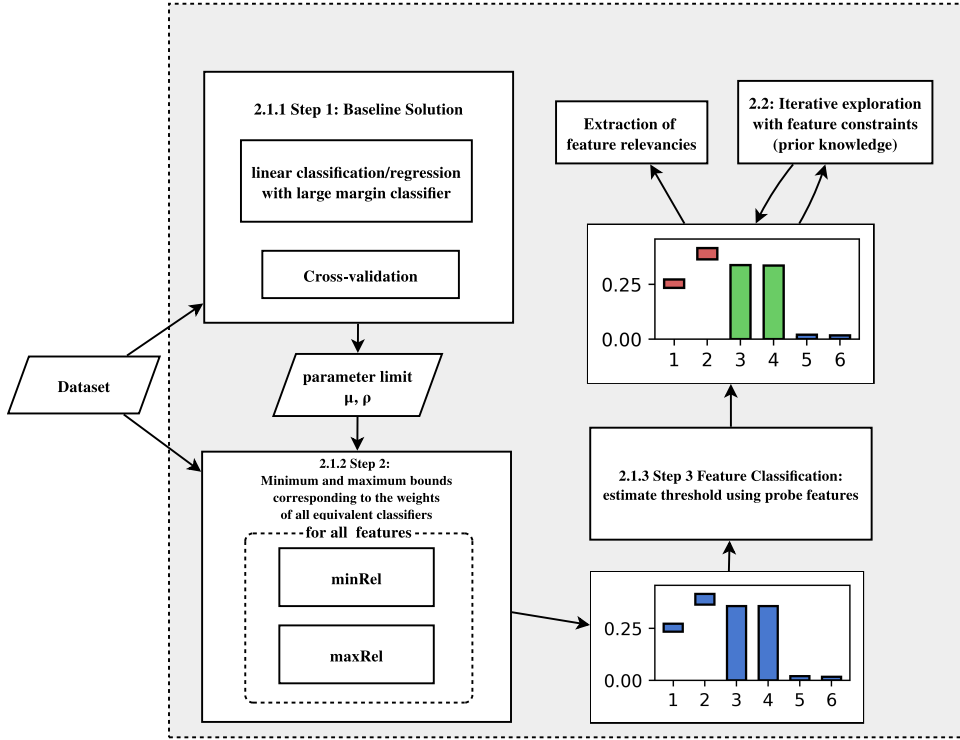 2.1.1 Step 1: Baseline Solution
linear classification/regression
with large margin classifier
Cross-validation
Dataset
parameter limit
μ, ρ
2.1.2 Step 2:
Minimum and maximum bounds
corresponding to the weights
of all equivalent classifiers
for all features
minRel
maxRel
Extraction of
feature relevancies
2.2: Iterative exploration
with feature constraints
(prior knowledge)
0.25
0.00
1 2 3 4 5 6
2.1.3 Step 3 Feature Classification:
estimate threshold using probe features
0.25
0.00
1 2 3 4 5 6